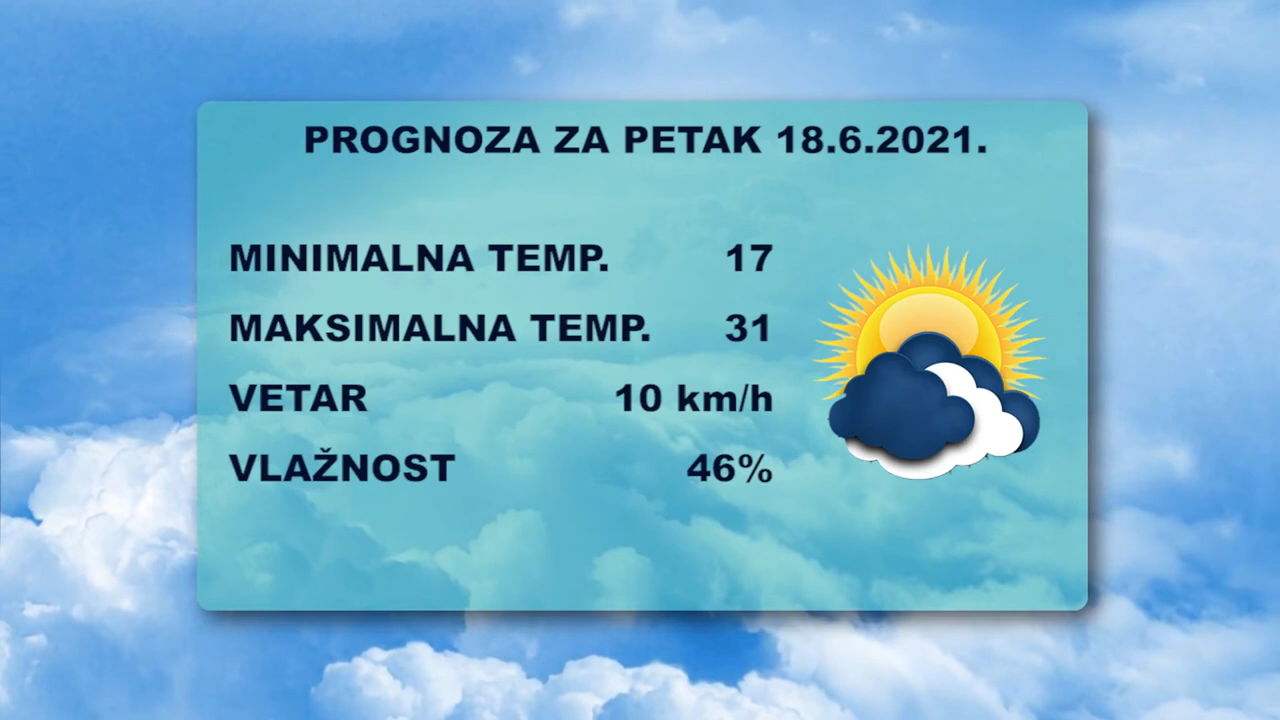 PROGNOZA ZA PETAK 18.6.2021.
MINIMALNA TEMP. 17
MAKSIMALNA TEMP. 31
VETAR 10 km/h
VLAŽNOST 46%